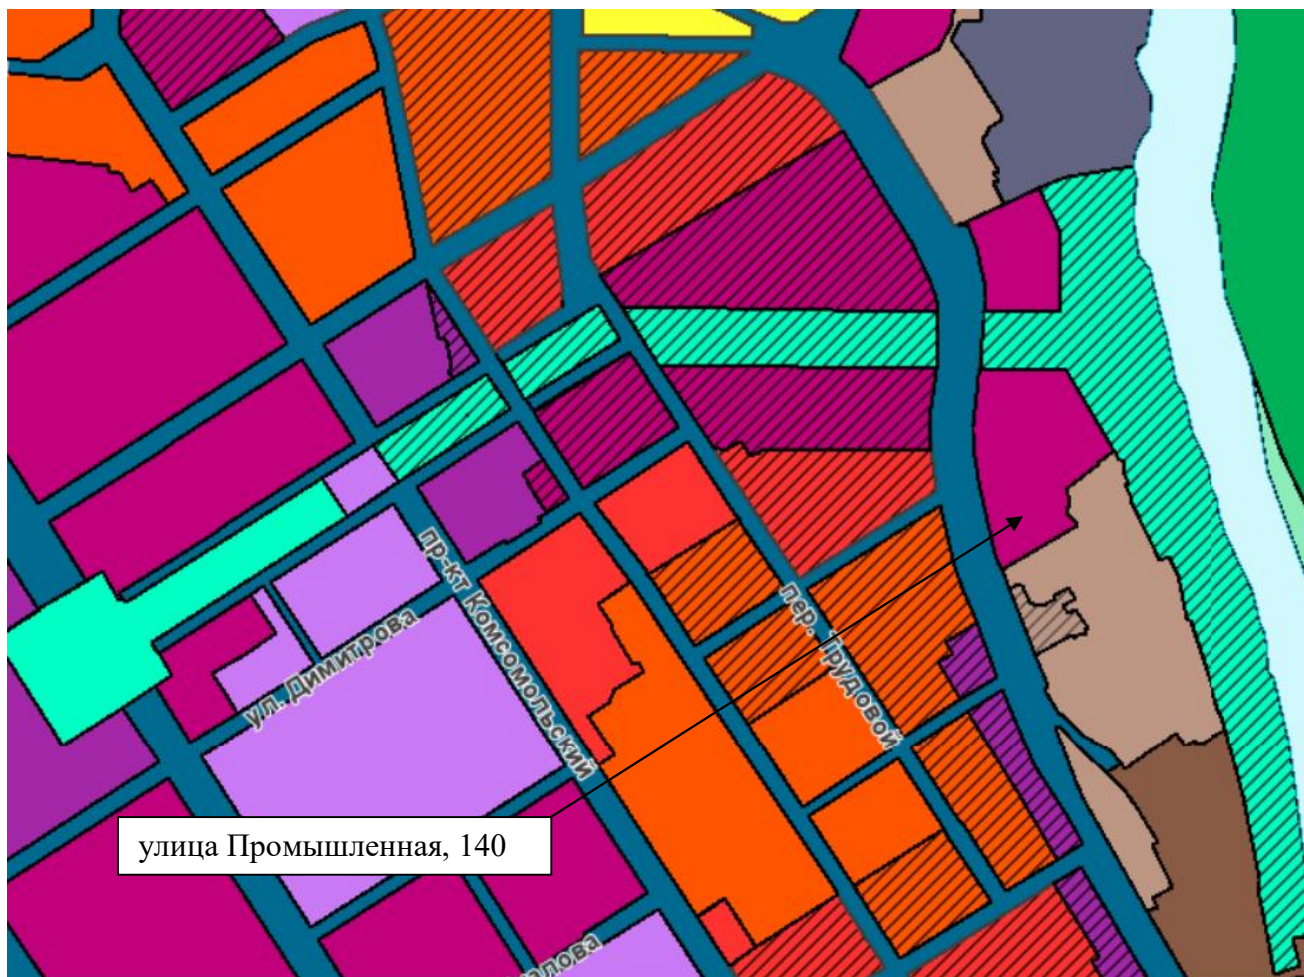 пр-кт Комсомольский
пер. Трудовой
ул. Димитрова
улица Промышленная, 140